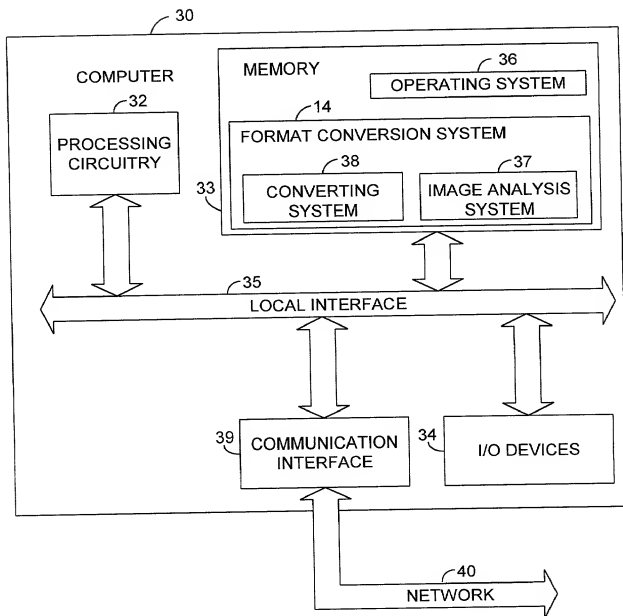 30
COMPUTER
32
PROCESSING
CIRCUITRY
MEMORY
36
OPERATING SYSTEM
14
FORMAT CONVERSION SYSTEM
38
CONVERTING
SYSTEM
37
IMAGE ANALYSIS
SYSTEM
33
35
LOCAL INTERFACE
39
COMMUNICATION
INTERFACE
34
I/O DEVICES
40
NETWORK